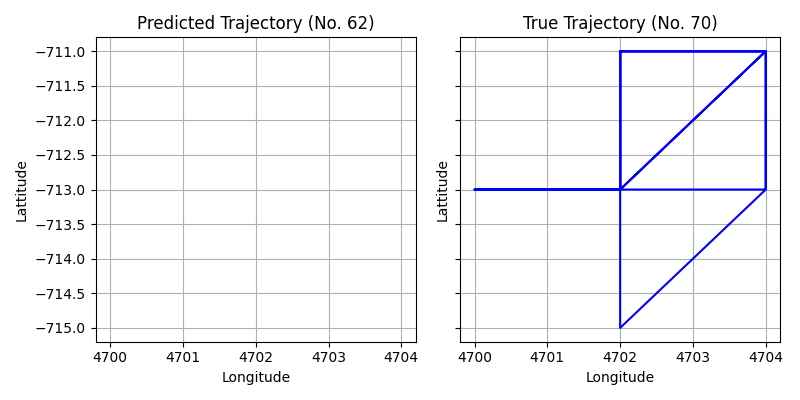 Predicted Trajectory (No. 62)
True Trajectory (No. 70)
−711.0
−711.5
−712.0
−712.5
−713.0
−713.5
−714.0
−714.5
−715.0
Lattitude
Lattitude
4700 4701 4702 4703 4704
4700 4701 4702 4703 4704
Longitude
Longitude